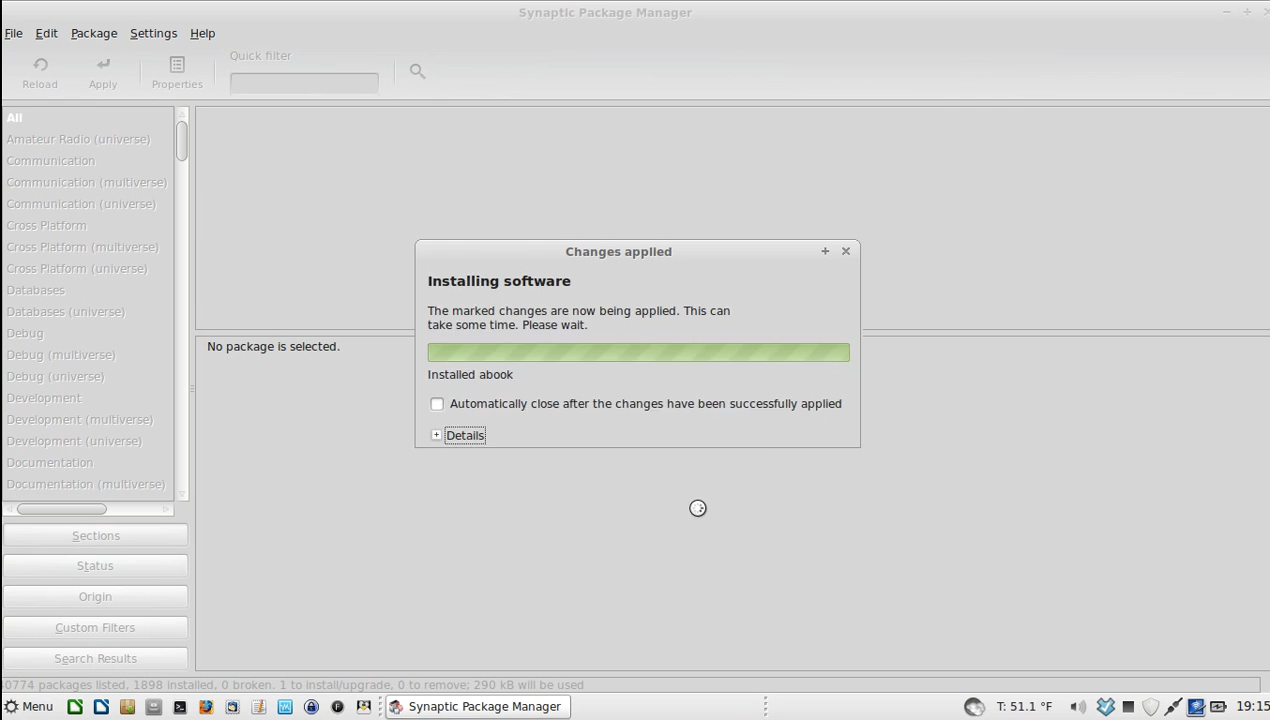 Synaptic Package Manager
File Edit Package Settings Help
Reload Apply Properties Quick filter
All
Amateur Radio (universe)
Communication
Communication (multiverse)
Communication (universe)
Cross Platform
Cross Platform (multiverse)
Cross Platform (universe)
Databases
Databases (universe)
Debug
Debug (multiverse)
Debug (universe)
Development
Development (multiverse)
Development (universe)
Documentation
Documentation (multiverse)
Sections
Status
Origin
Custom Filters
Search Results
No package is selected.
Changes applied
Installing software
The marked changes are now being applied. This can
take some time. Please wait.
Installed abook
Automatically close after the changes have been successfully applied
Details
0774 packages listed, 1898 installed, 0 broken. 1 to install/upgrade, 0 to remove; 290 kB will be used
Menu Synaptic Package Manager T: 51.1 °F 19:15